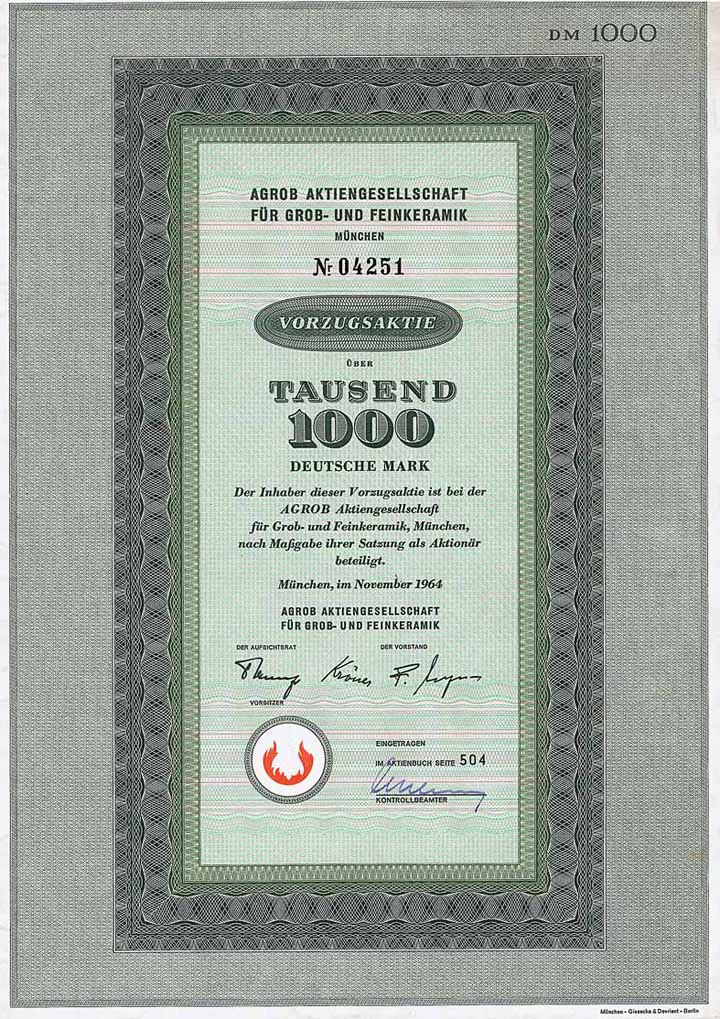 DM 1000
AGROB AKTIENGESELLSCHAFT
FÜR GROB- UND FEINKERAMIK
MÜNCHEN
Nr. 04251
VORZUGSAKTIE
ÜBER
TAUSEND
1000
DEUTSCHE MARK
Der Inhaber dieser Vorzugsaktie ist bei der
AGROB Aktiengesellschaft
für Grob- und Feinkeramik, München,
nach Maßgabe ihrer Satzung als Aktionär
beteiligt.
München, im November 1964
AGROB AKTIENGESELLSCHAFT
FÜR GROB- UND FEINKERAMIK
DER AUFSICHTSRAT DER VORSTAND
VORSITZER
EINGETRAGEN
IM AKTIENBUCH SEITE 504
KONTROLLBEAMTER
München - Giesecke & Devrient - Berlin